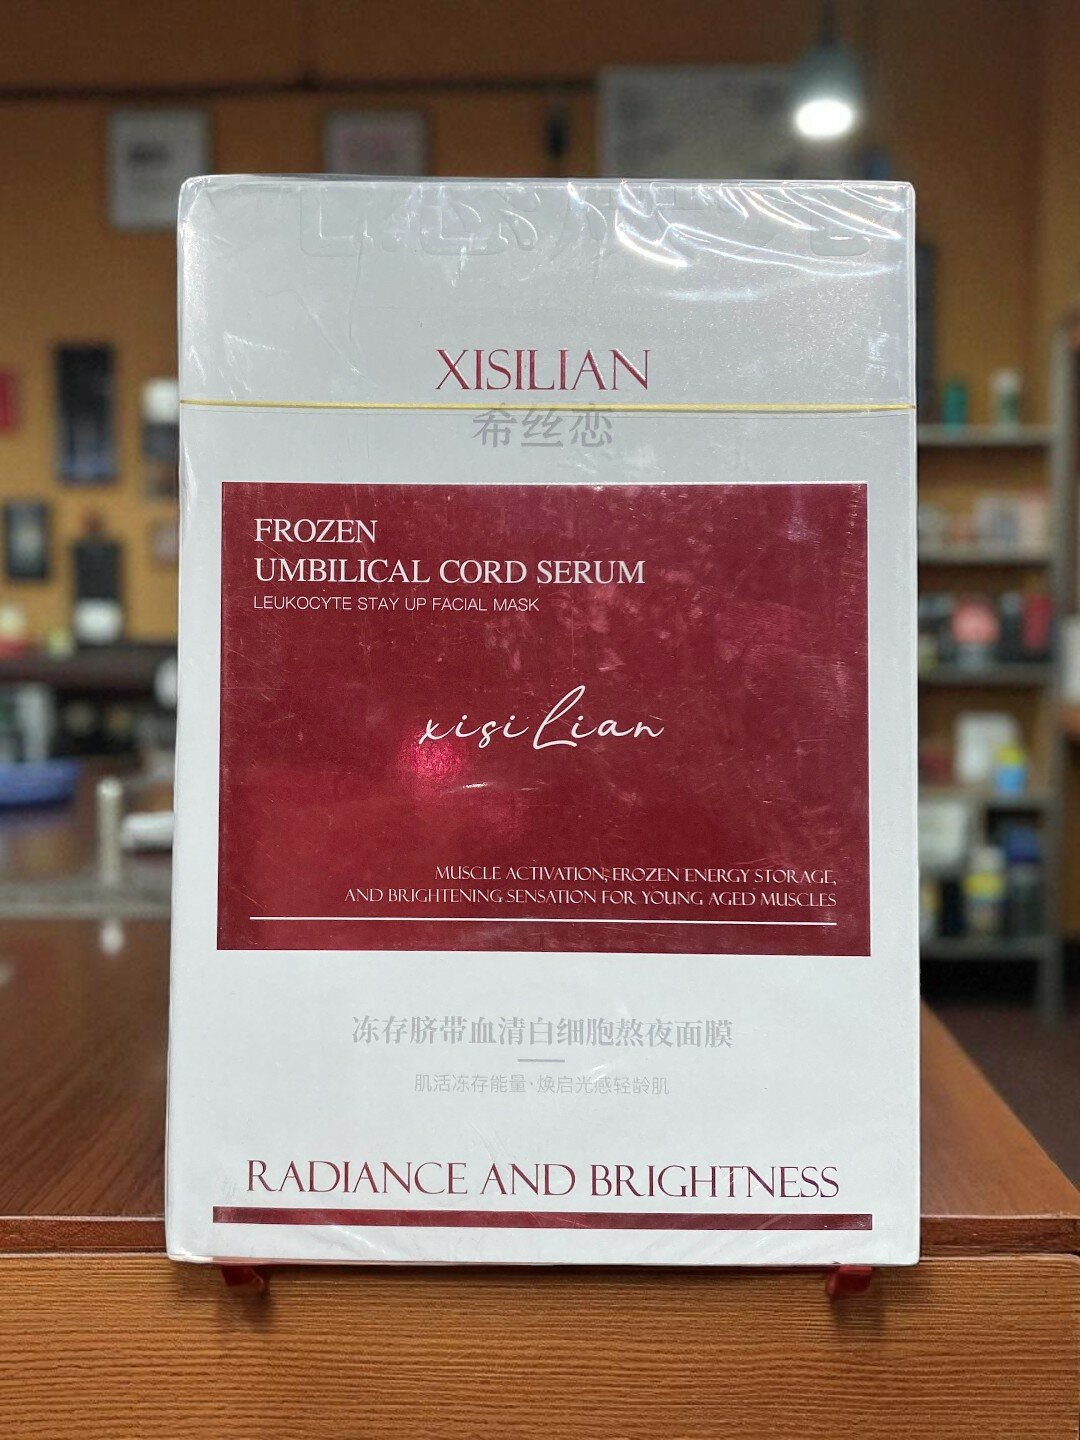 XISILIAN
希丝恋
FROZEN
UMBILICAL CORD SERUM
LEUKOCYTE STAY UP FACIAL MASK
xisiLian
MUSCLE ACTIVATION, FROZEN ENERGY STORAGE,
AND BRIGHTENING SENSATION FOR YOUNG AGED MUSCLES
冻存脐带血清白细胞熬夜面膜
肌活冻存能量·焕启光感轻龄肌
RADIANCE AND BRIGHTNESS